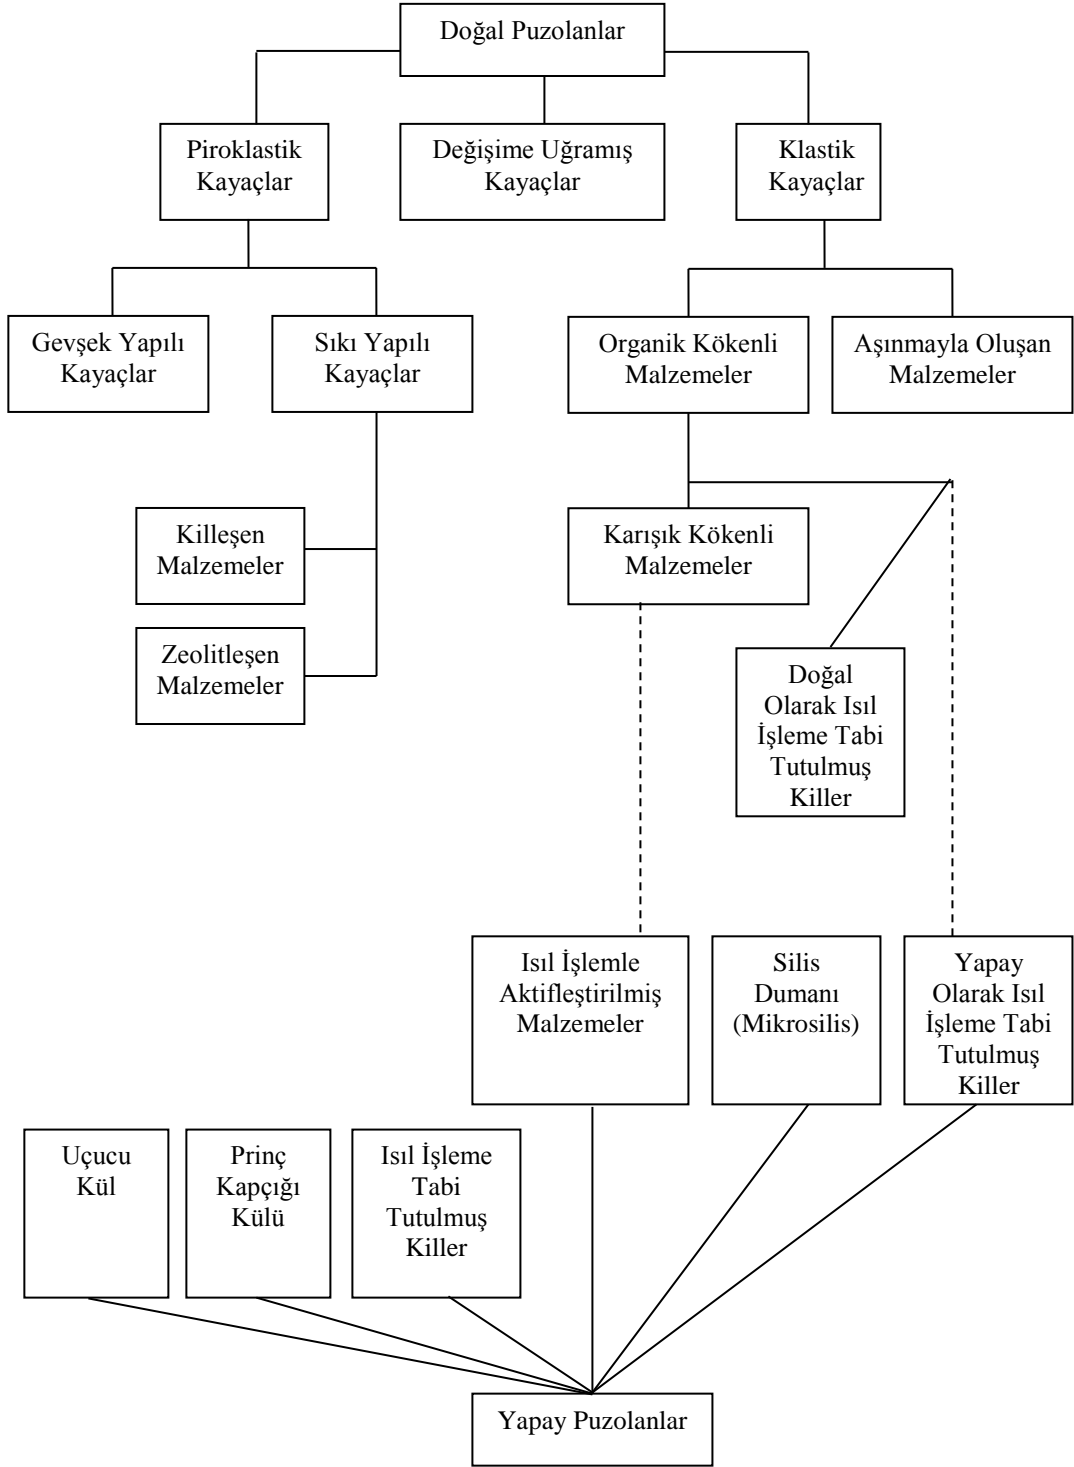 Doğal Puzolanlar
Piroklastik
Kayaçlar
Değişime Uğramış
Kayaçlar
Klastik
Kayaçlar
Gevşek Yapılı
Kayaçlar
Sıkı Yapılı
Kayaçlar
Organik Kökenli
Malzemeler
Aşınmayla Oluşan
Malzemeler
Killeşen
Malzemeler
Karışık Kökenli
Malzemeler
Zeolitleşen
Malzemeler
Doğal
Olarak Isıl
İşleme Tabi
Tutulmuş
Killer
Isıl İşlemle
Aktifleştirilmiş
Malzemeler
Silis
Dumanı
(Mikrosilis)
Yapay
Olarak Isıl
İşleme Tabi
Tutulmuş
Killer
Uçucu
Kül
Prinç
Kapçığı
Külü
Isıl İşleme
Tabi
Tutulmuş
Killer
Yapay Puzolanlar